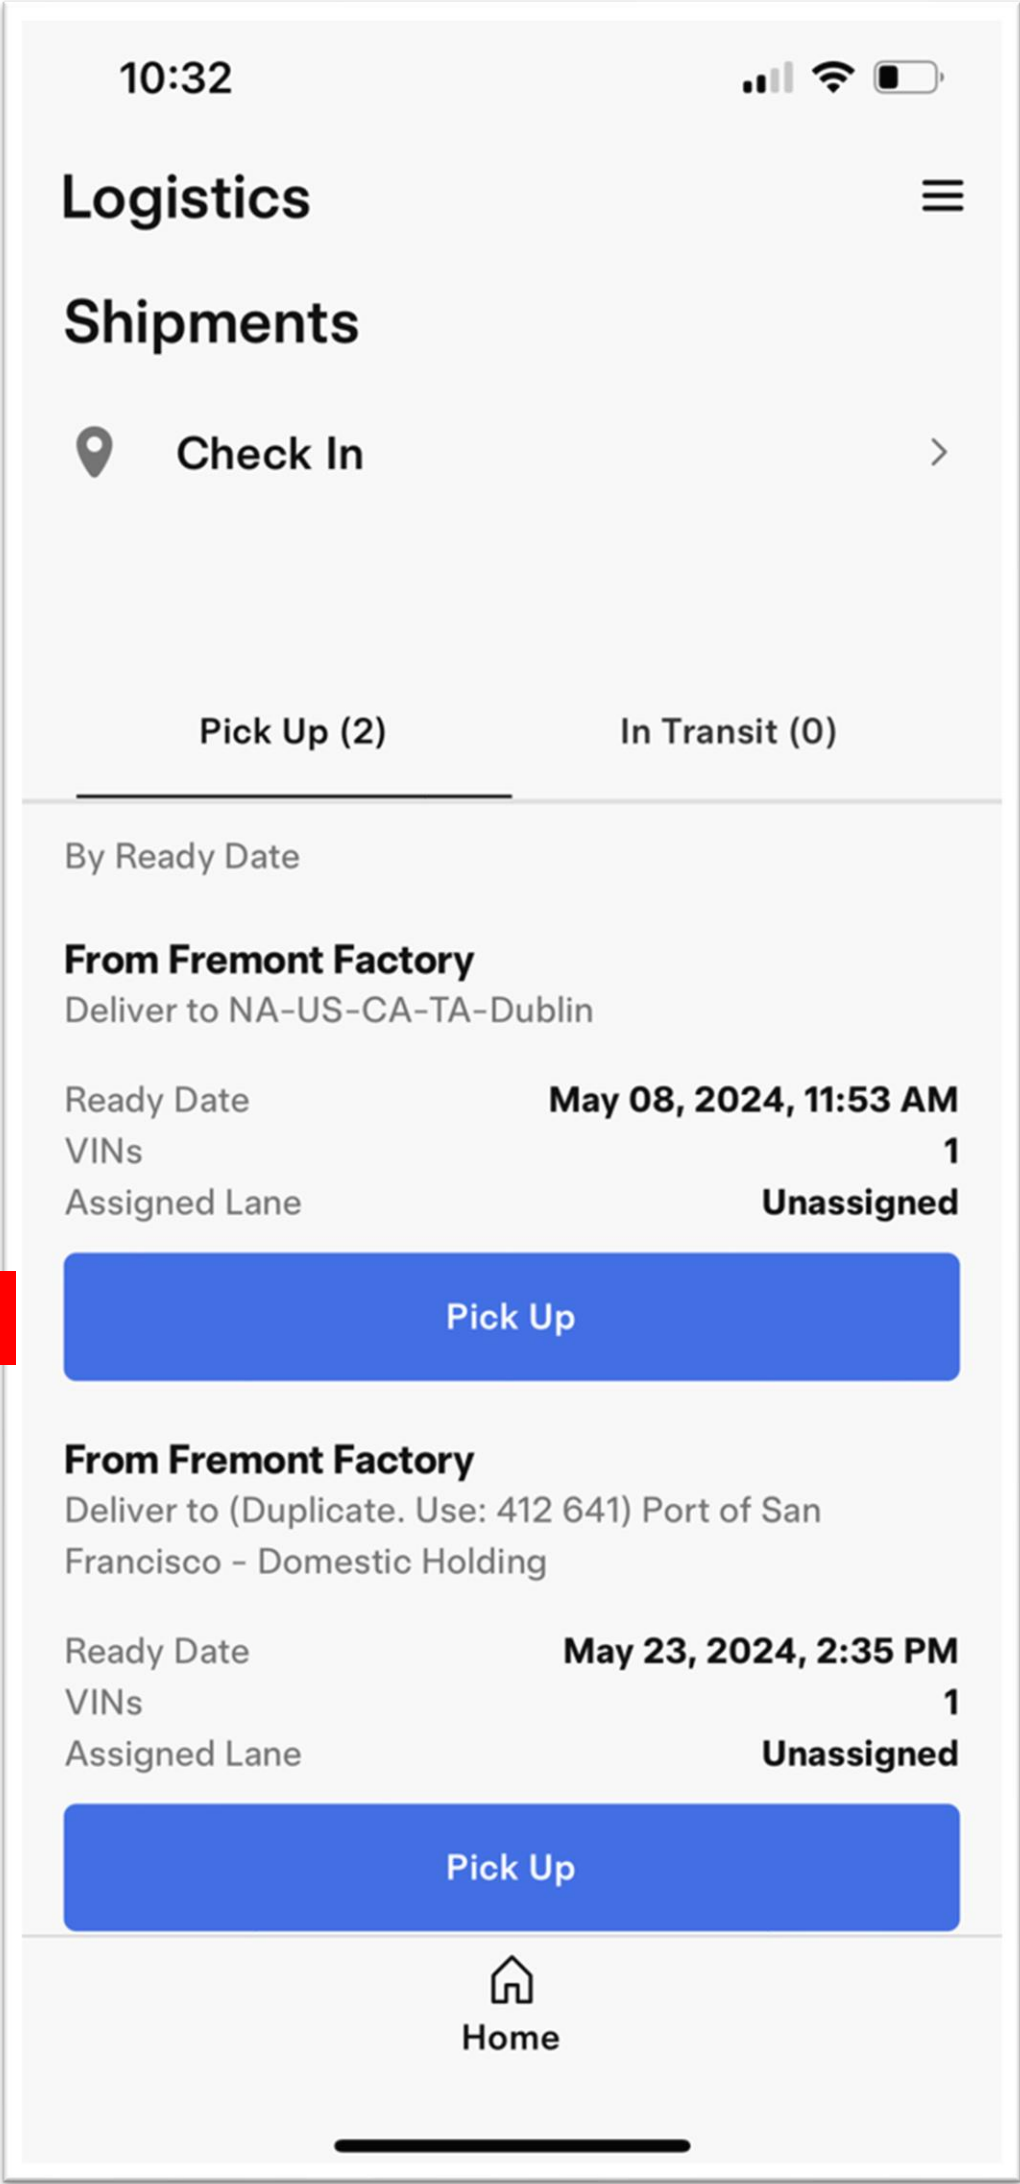 10:32
Logistics
Shipments
Check In
Pick Up (2)
In Transit (0)
By Ready Date
From Fremont Factory
Deliver to NA-US-CA-TA-Dublin
Ready Date May 08, 2024, 11:53 AM
VINs 1
Assigned Lane Unassigned
Pick Up
From Fremont Factory
Deliver to (Duplicate. Use: 412 641) Port of San
Francisco - Domestic Holding
Ready Date May 23, 2024, 2:35 PM
VINs 1
Assigned Lane Unassigned
Pick Up
Home